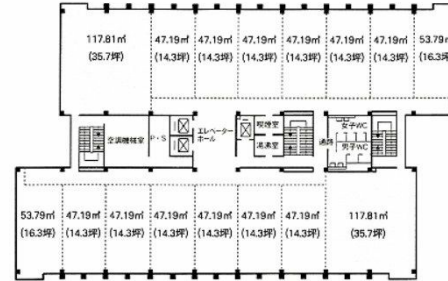 117.81㎡ 47.19㎡ 47.19㎡ 47.19㎡ 47.19㎡ 47.19㎡ 47.19㎡ 53.79㎡
(35.7坪) (14.3坪) (14.3坪) (14.3坪) (14.3坪) (14.3坪) (14.3坪) (16.3坪)
空調機械室
P・S
エレベーター
ホール
喫煙室
湯沸室
通路
女子WC
男子WC
53.79㎡ 47.19㎡ 47.19㎡ 47.19㎡ 47.19㎡ 47.19㎡ 47.19㎡ 117.81㎡
(16.3坪) (14.3坪) (14.3坪) (14.3坪) (14.3坪) (14.3坪) (14.3坪) (35.7坪)